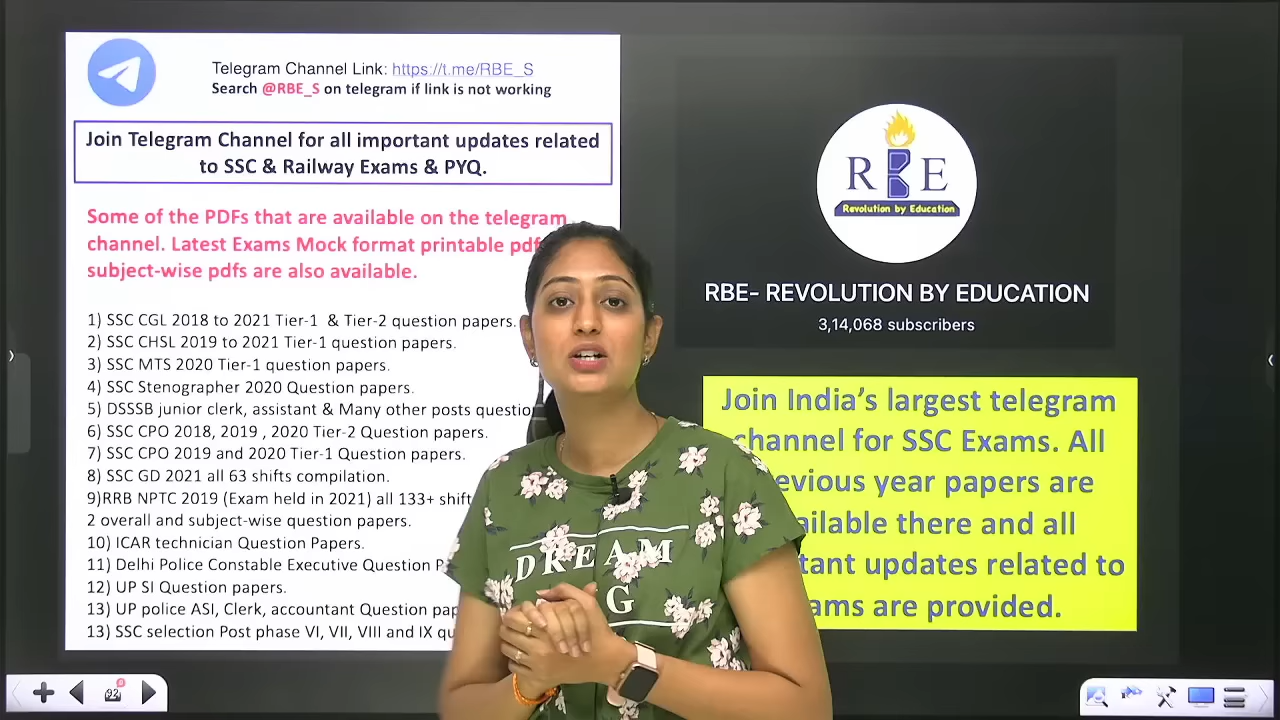 Telegram Channel Link: https://t.me/RBE_S
Search @RBE_S on telegram if link is not working
Join Telegram Channel for all important updates related
to SSC & Railway Exams & PYQ.
Some of the PDFs that are available on the telegram
channel. Latest Exams Mock format printable pdf
subject-wise pdfs are also available.
1) SSC CGL 2018 to 2021 Tier-1 & Tier-2 question papers.
2) SSC CHSL 2019 to 2021 Tier-1 question papers.
3) SSC MTS 2020 Tier-1 question papers.
4) SSC Stenographer 2020 Question papers.
5) DSSSB junior clerk, assistant & Many other posts questio
6) SSC CPO 2018, 2019 , 2020 Tier-2 Question papers.
7) SSC CPO 2019 and 2020 Tier-1 Question papers.
8) SSC GD 2021 all 63 shifts compilation.
9)RRB NPTC 2019 (Exam held in 2021) all 133+ shift
2 overall and subject-wise question papers.
10) ICAR technician Question Papers.
11) Delhi Police Constable Executive Question P
12) UP SI Question papers.
13) UP police ASI, Clerk, accountant Question pap
13) SSC selection Post phase VI, VII, VIII and IX qu
RBE
Revolution by Education
RBE- REVOLUTION BY EDUCATION
3,14,068 subscribers
Join India's largest telegram
channel for SSC Exams. All
evious year papers are
ailable there and all
tant updates related to
ams are provided.
DREAM
G
92